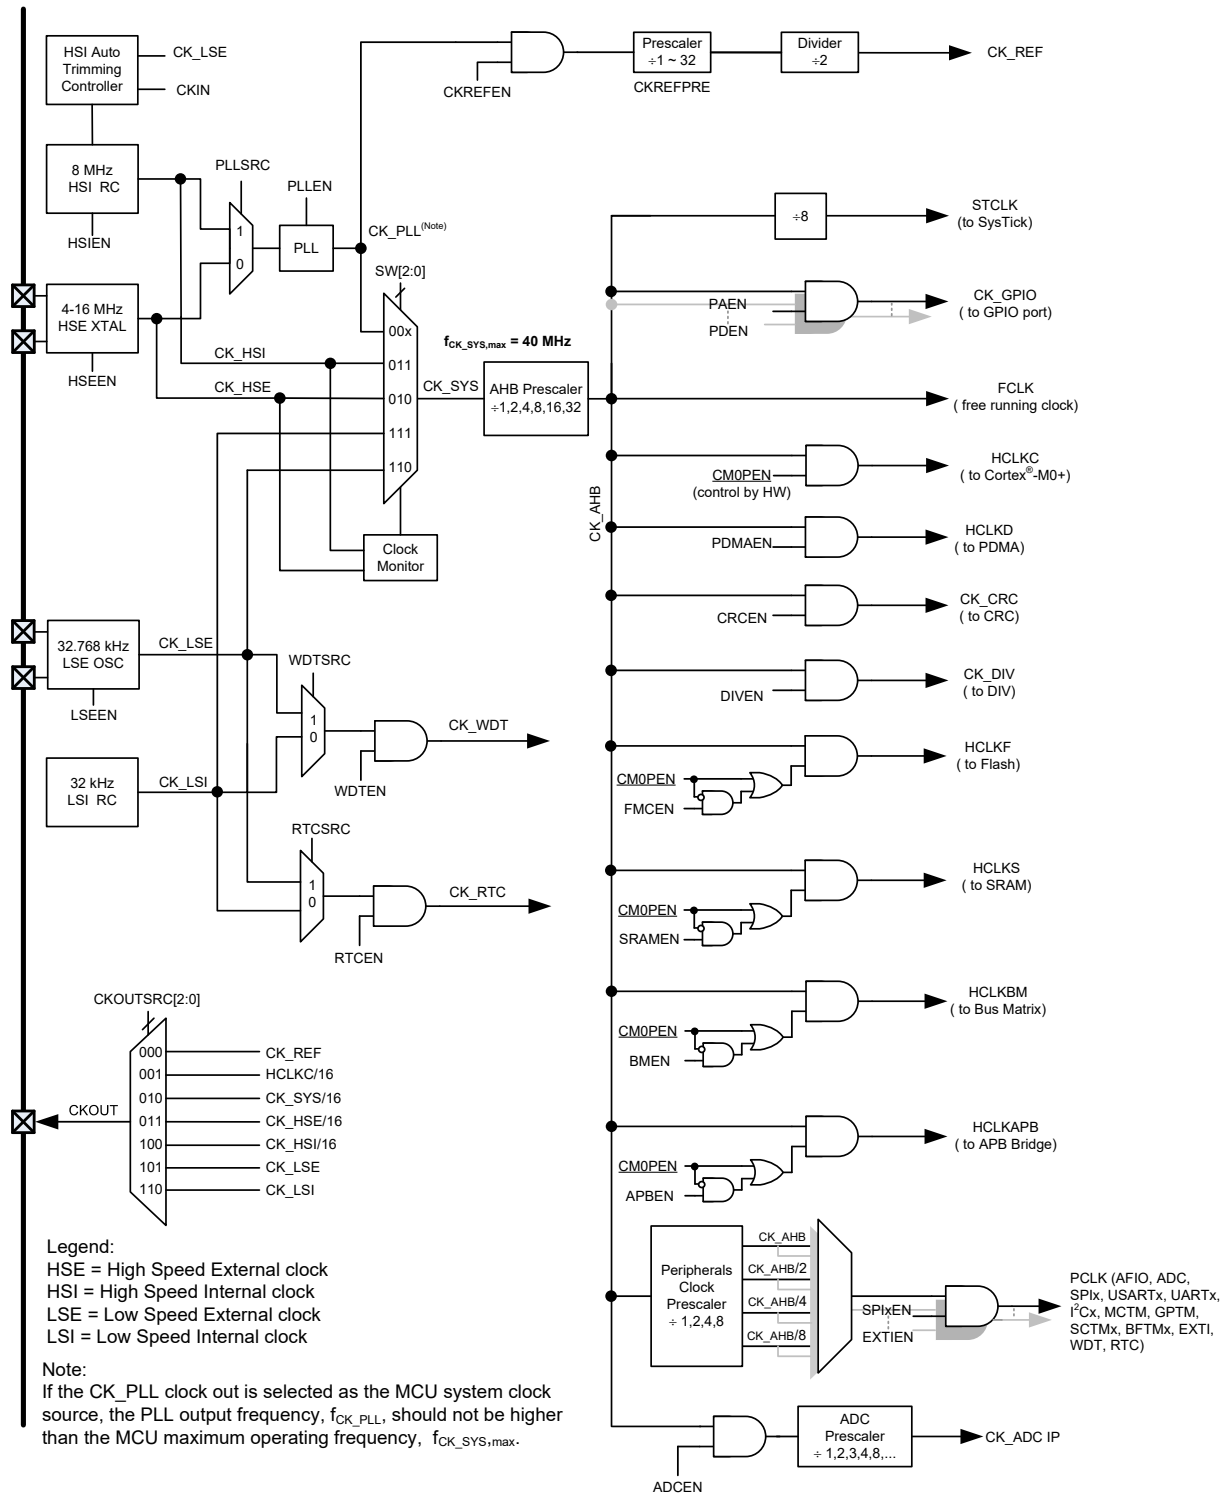 HSI Auto
Trimming
Controller
CK_LSE
CKIN
8 MHz
HSI RC
HSIEN
PLLSRC
1
0
PLLEN
PLL
CK_PLL(Note)
CKREFEN
Prescaler
÷1 ~ 32
CKREFPRE
Divider
÷2
CK_REF
4-16 MHz
HSE XTAL
HSEEN
SW[2:0]
00x
011
010
111
110
CK_HSI
CK_HSE
CK_SYS
fCK_SYS,max = 40 MHz
AHB Prescaler
÷1,2,4,8,16,32
Clock
Monitor
CK_AHB
÷8
STCLK
(to SysTick)
PAEN
PDEN
CK_GPIO
( to GPIO port)
FCLK
( free running clock)
CM0PEN
(control by HW)
HCLKC
( to Cortex®-M0+)
PDMAEN
HCLKD
( to PDMA)
CRCEN
CK_CRC
( to CRC)
DIVEN
CK_DIV
( to DIV)
CM0PEN
FMCEN
HCLKF
( to Flash)
CM0PEN
SRAMEN
HCLKS
( to SRAM)
CM0PEN
BMEN
HCLKBM
( to Bus Matrix)
CM0PEN
APBEN
HCLKAPB
( to APB Bridge)
32.768 kHz
LSE OSC
LSEEN
CK_LSE
WDTSRC
1
0
WDTEN
CK_WDT
32 kHz
LSI RC
CK_LSI
RTCSRC
1
0
RTCEN
CK_RTC
CKOUTSRC[2:0]
CKOUT
000 CK_REF
001 HCLKC/16
010 CK_SYS/16
011 CK_HSE/16
100 CK_HSI/16
101 CK_LSE
110 CK_LSI
Peripherals
Clock
Prescaler
÷ 1,2,4,8
CK_AHB
CK_AHB/2
CK_AHB/4
CK_AHB/8
SPIxEN
EXTIEN
PCLK (AFIO, ADC,
SPIx, USARTx, UARTx,
I2Cx, MCTM, GPTM,
SCTMx, BFTMx, EXTI,
WDT, RTC)
ADCEN
ADC
Prescaler
÷ 1,2,3,4,8,...
CK_ADC IP
Legend:
HSE = High Speed External clock
HSI = High Speed Internal clock
LSE = Low Speed External clock
LSI = Low Speed Internal clock
Note:
If the CK_PLL clock out is selected as the MCU system clock
source, the PLL output frequency, fCK_PLL, should not be higher
than the MCU maximum operating frequency, fCK_SYS,max.